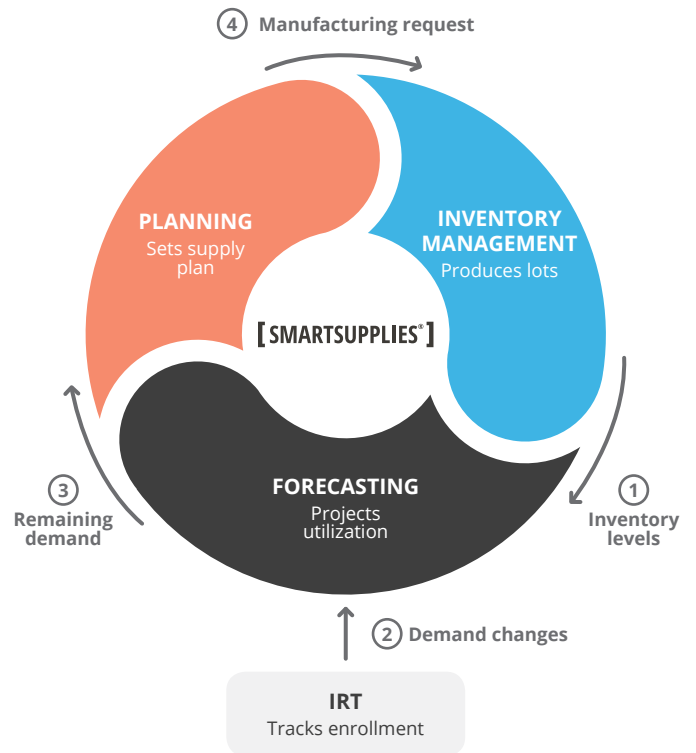 4 Manufacturing request
PLANNING
Sets supply
plan
INVENTORY
MANAGEMENT
Produces lots
[SMARTSUPPLIES®]
FORECASTING
Projects
utilization
1
Inventory
levels
3
Remaining
demand
2 Demand changes
IRT
Tracks enrollment